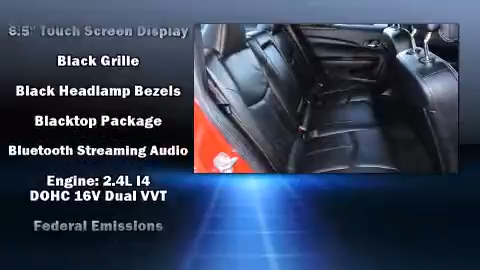 8.5" Touch Screen Display
Black Grille
Black Headlamp Bezels
Blacktop Package
Bluetooth Streaming Audio
Engine: 2.4L I4
DOHC 16V Dual VVT
Federal Emissions